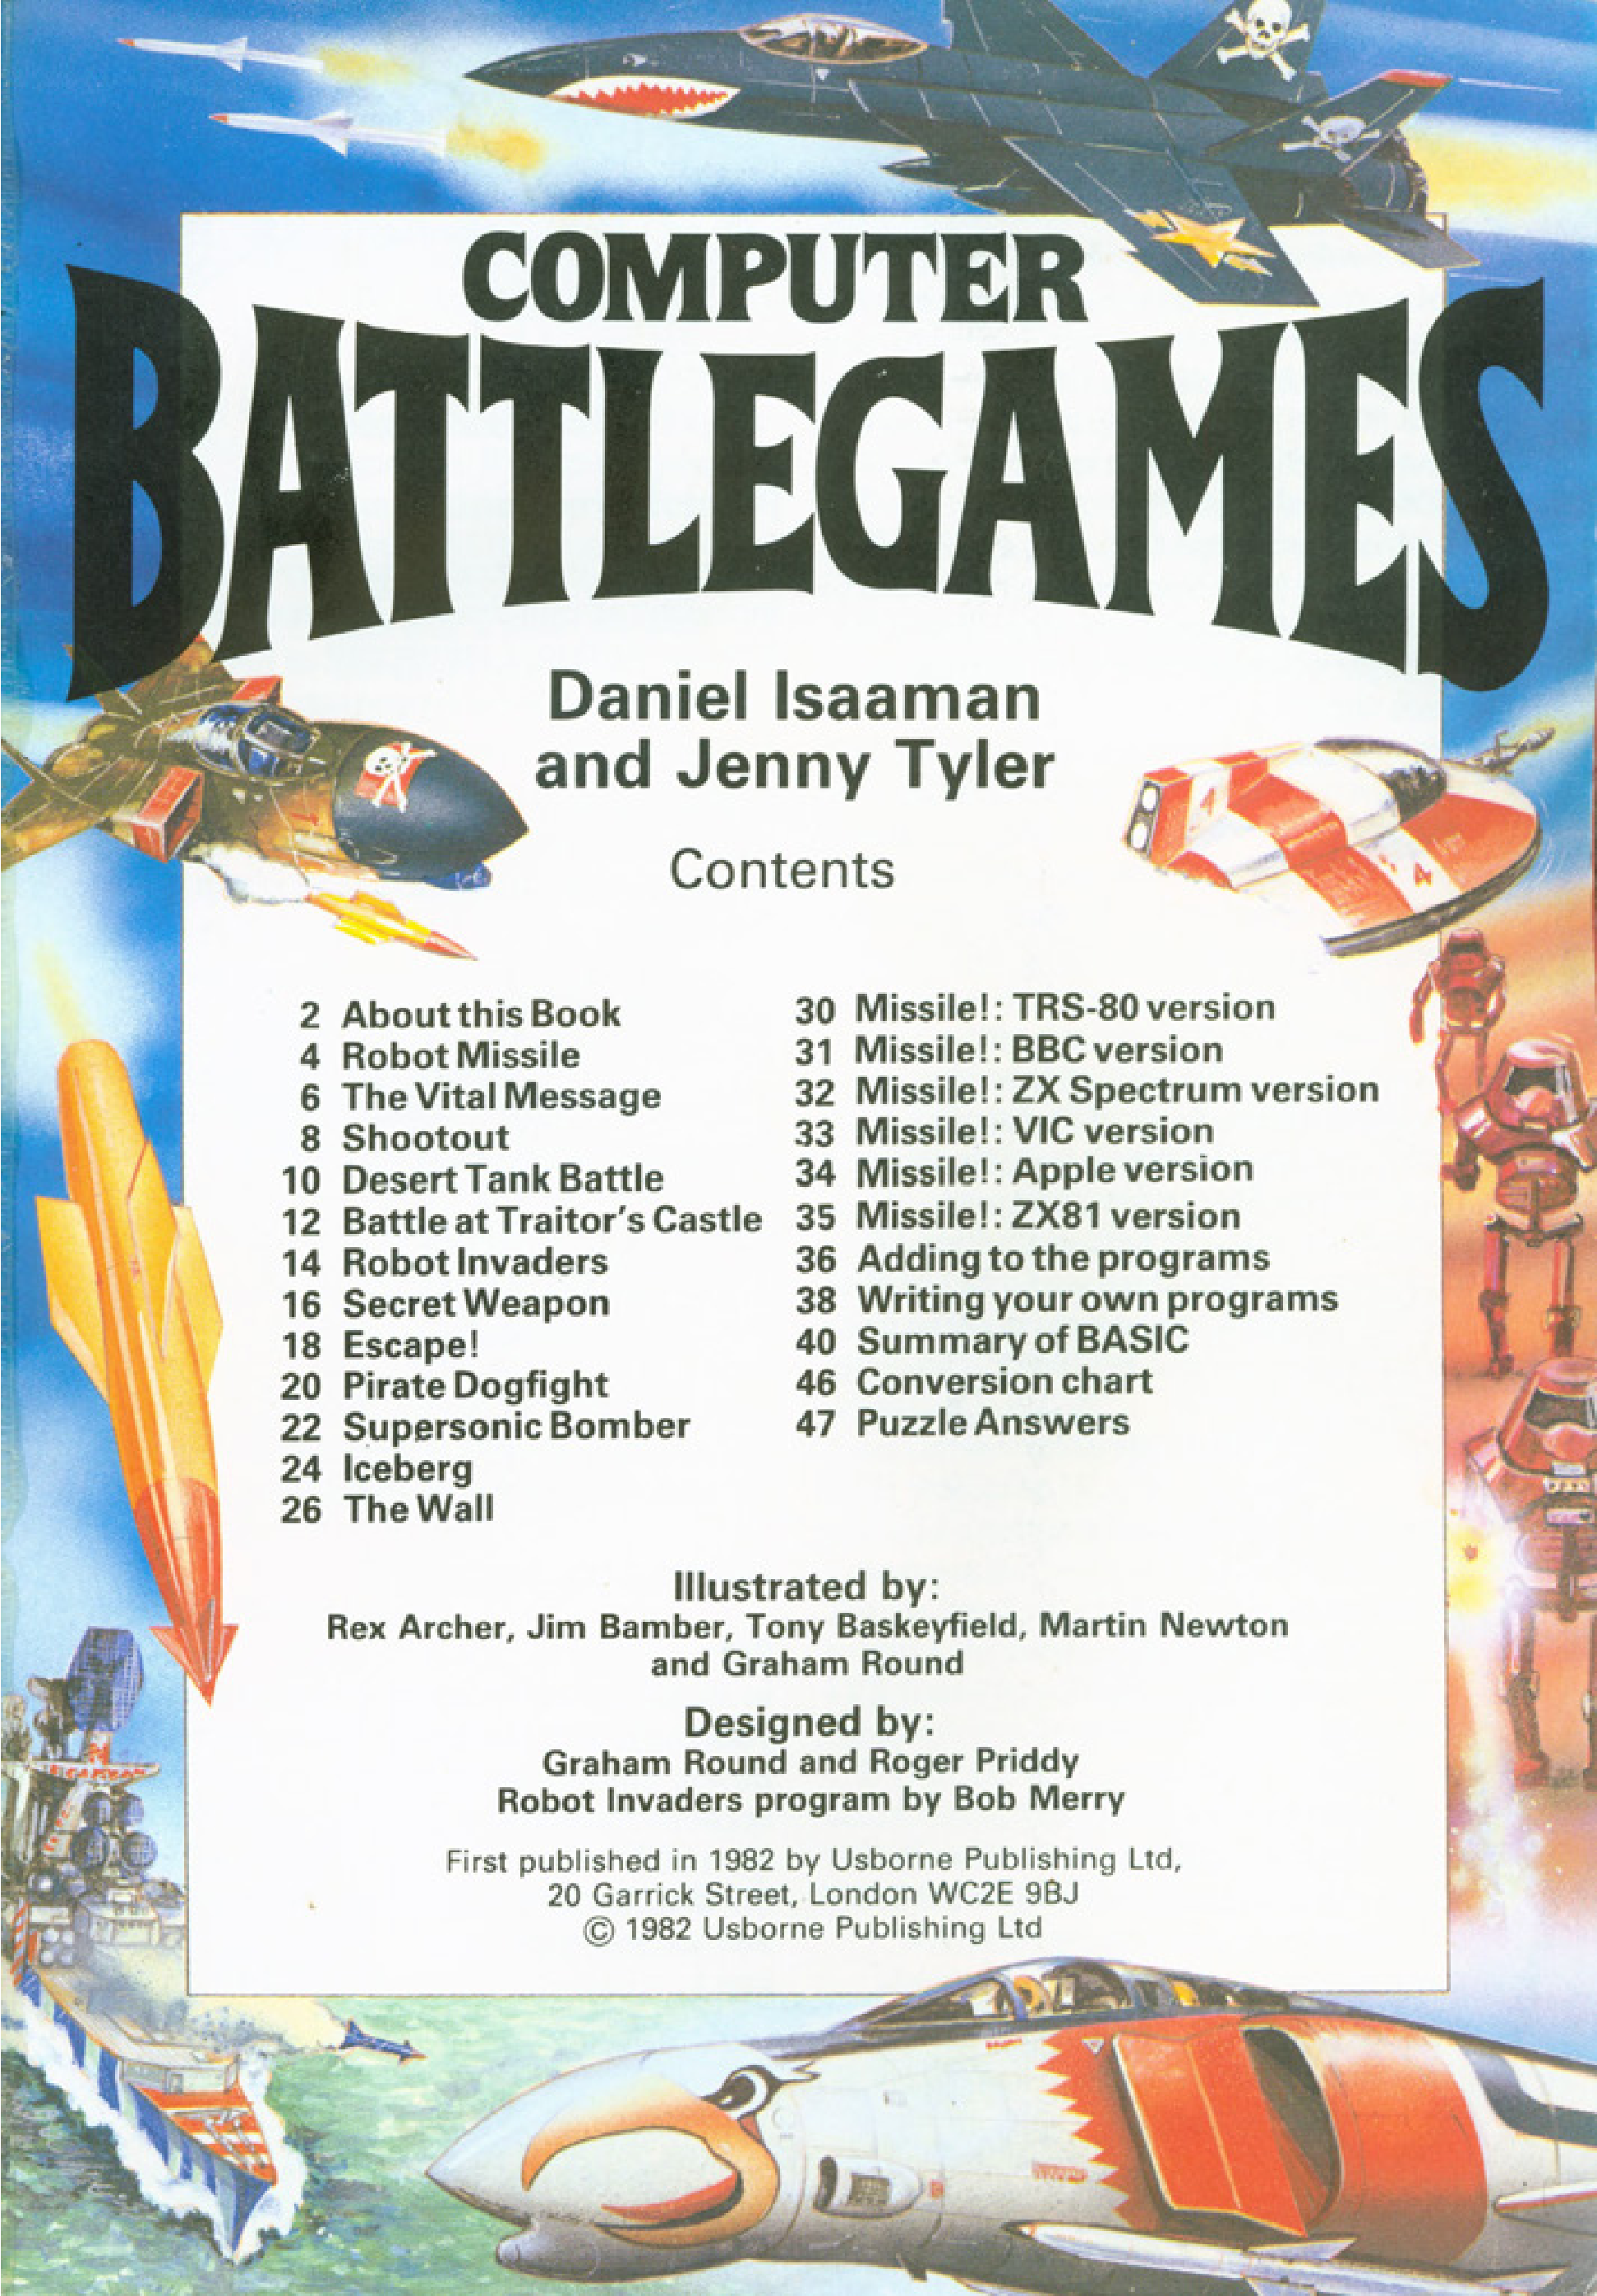 COMPUTER
BATTLEGAMES
Daniel Isaaman
and Jenny Tyler
Contents
2 About this Book
4 Robot Missile
6 The Vital Message
8 Shootout
10 Desert Tank Battle
12 Battle at Traitor's Castle
14 Robot Invaders
16 Secret Weapon
18 Escape!
20 Pirate Dogfight
22 Supersonic Bomber
24 Iceberg
26 The Wall
30 Missile!: TRS-80 version
31 Missile!: BBC version
32 Missile!: ZX Spectrum version
33 Missile!: VIC version
34 Missile!: Apple version
35 Missile!: ZX81 version
36 Adding to the programs
38 Writing your own programs
40 Summary of BASIC
46 Conversion chart
47 Puzzle Answers
Illustrated by:
Rex Archer, Jim Bamber, Tony Baskeyfield, Martin Newton
and Graham Round
Designed by:
Graham Round and Roger Priddy
Robot Invaders program by Bob Merry
First published in 1982 by Usborne Publishing Ltd,
20 Garrick Street, London WC2E 9BJ
© 1982 Usborne Publishing Ltd
4
4